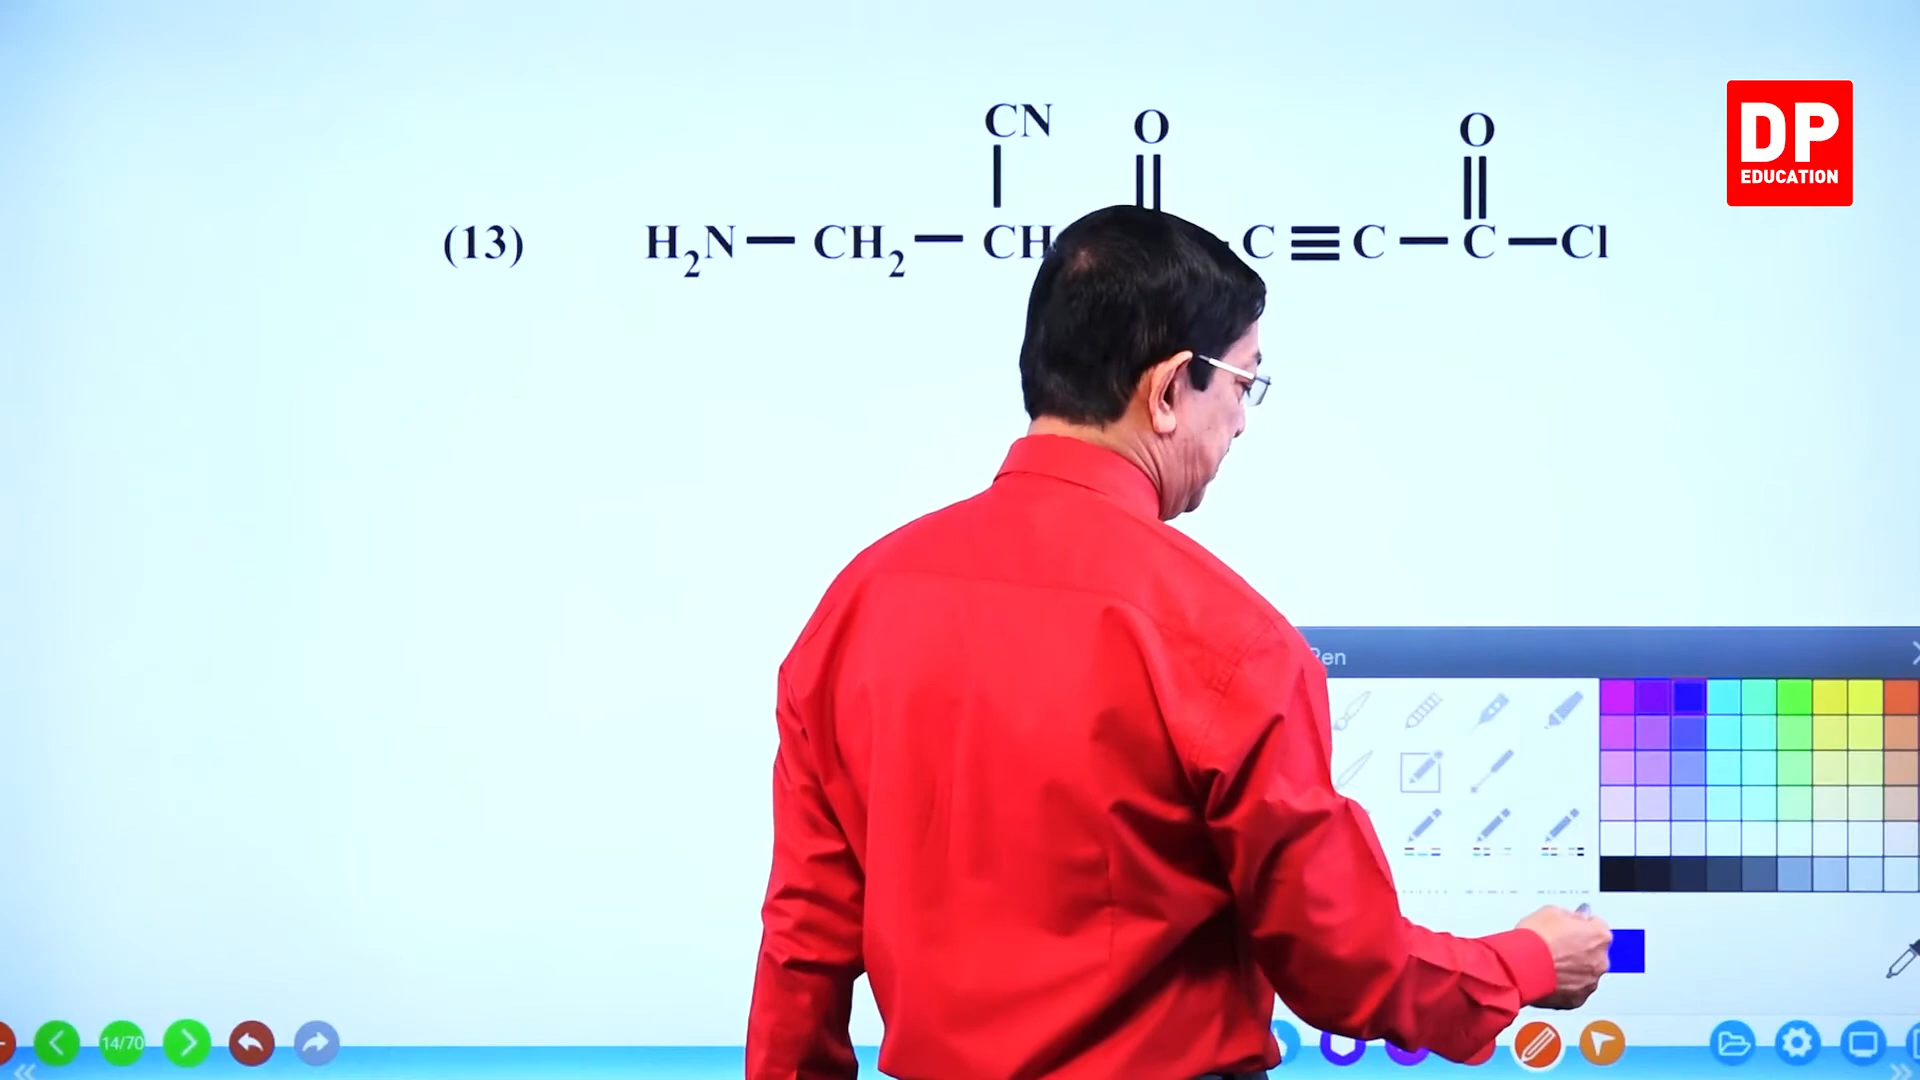 CN O O
(13) H₂N — CH₂ — CH C ≡ C — C — Cl
DP
EDUCATION
Pen
14/70